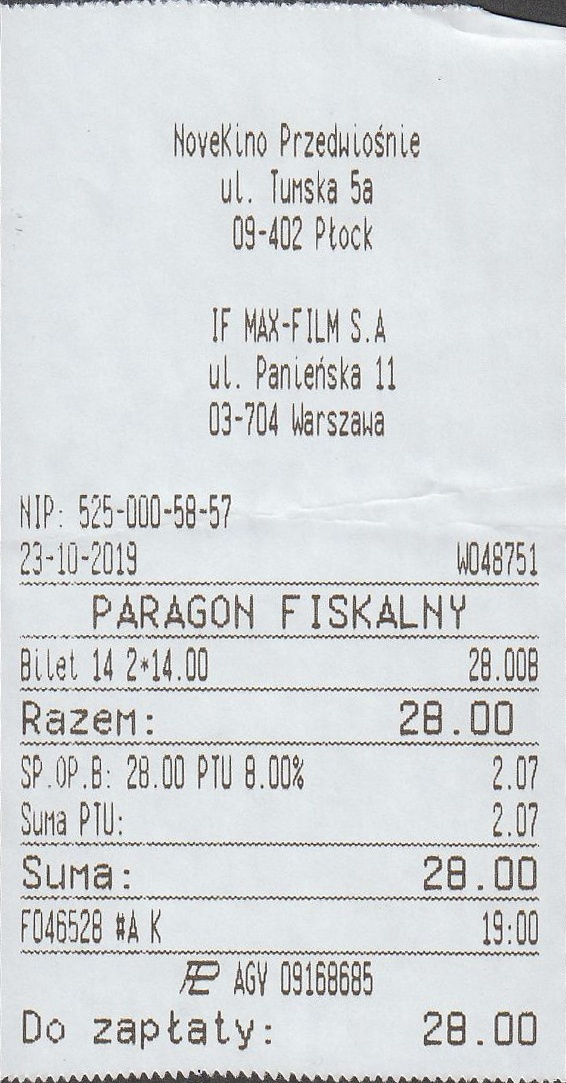 NoveKino Przedwiośnie
ul. Tumska 5a
09-402 Płock
IF MAX-FILM S.A
ul. Panieńska 11
03-704 Warszawa
NIP: 525-000-58-57
23-10-2019 W048751
PARAGON FISKALNY
Bilet 14 2*14.00 28.00B
Razem: 28.00
SP.OP.B: 28.00 PTU 8.00% 2.07
Suma PTU: 2.07
Suma: 28.00
F046528 #A K 19:00
AGV 09168685
Do zapłaty: 28.00